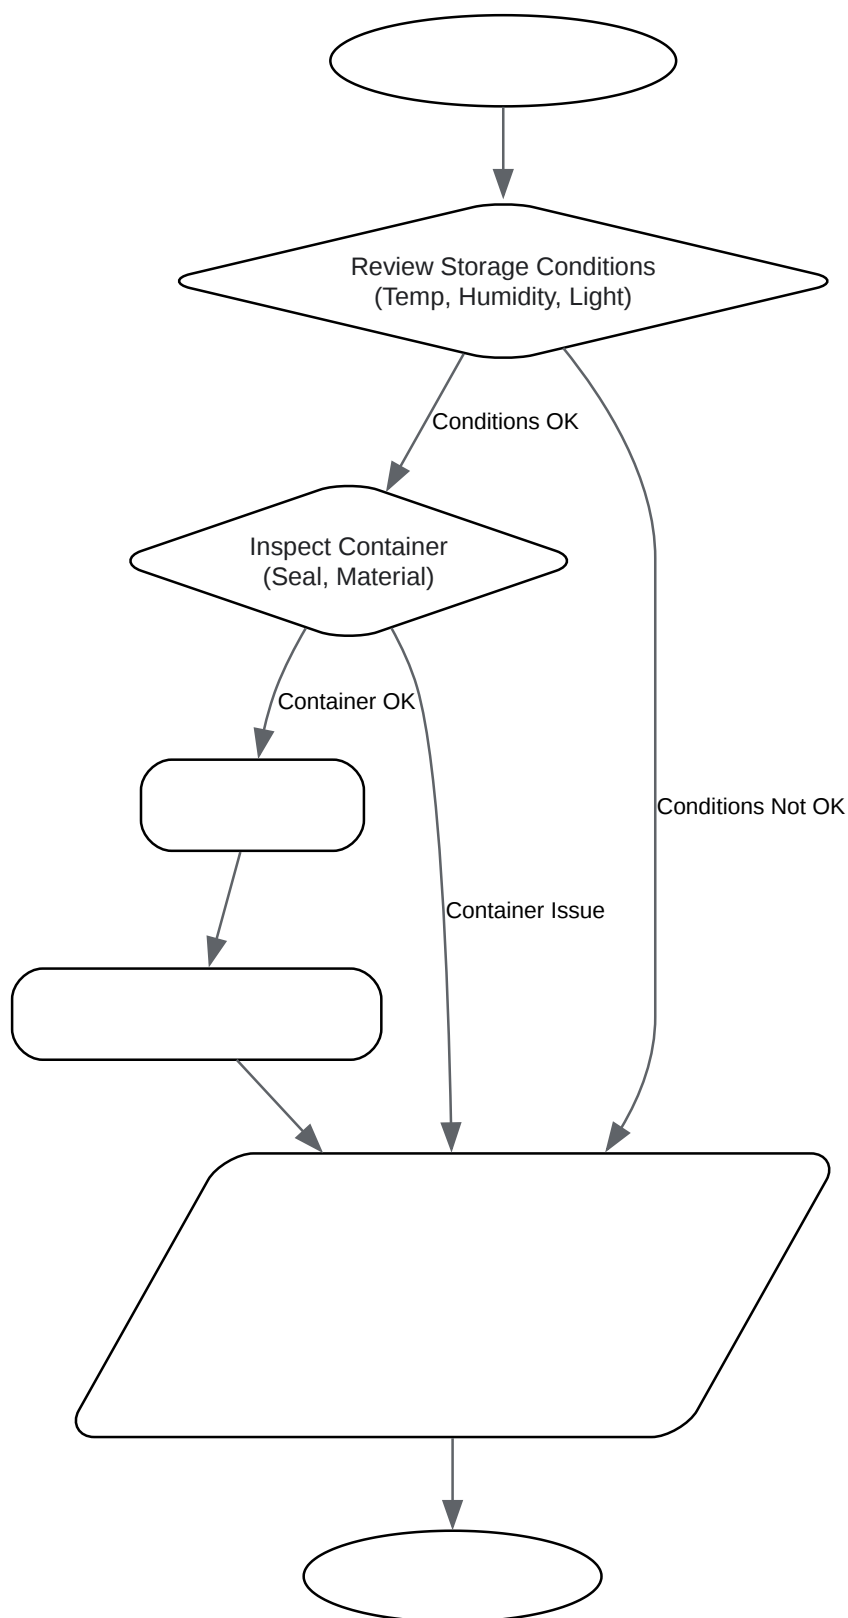 Review Storage Conditions
(Temp, Humidity, Light)
Conditions OK
Inspect Container
(Seal, Material)
Container OK
Conditions Not OK
Container Issue